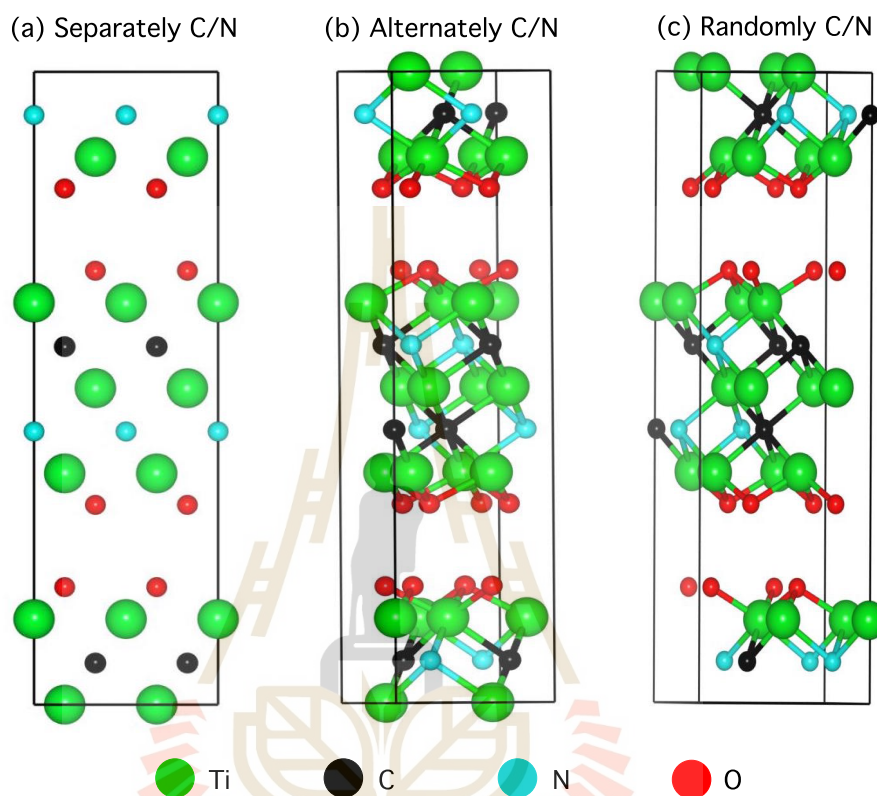 (a) Separately C/N
(b) Alternately C/N
(c) Randomly C/N
Ti
C
N
O